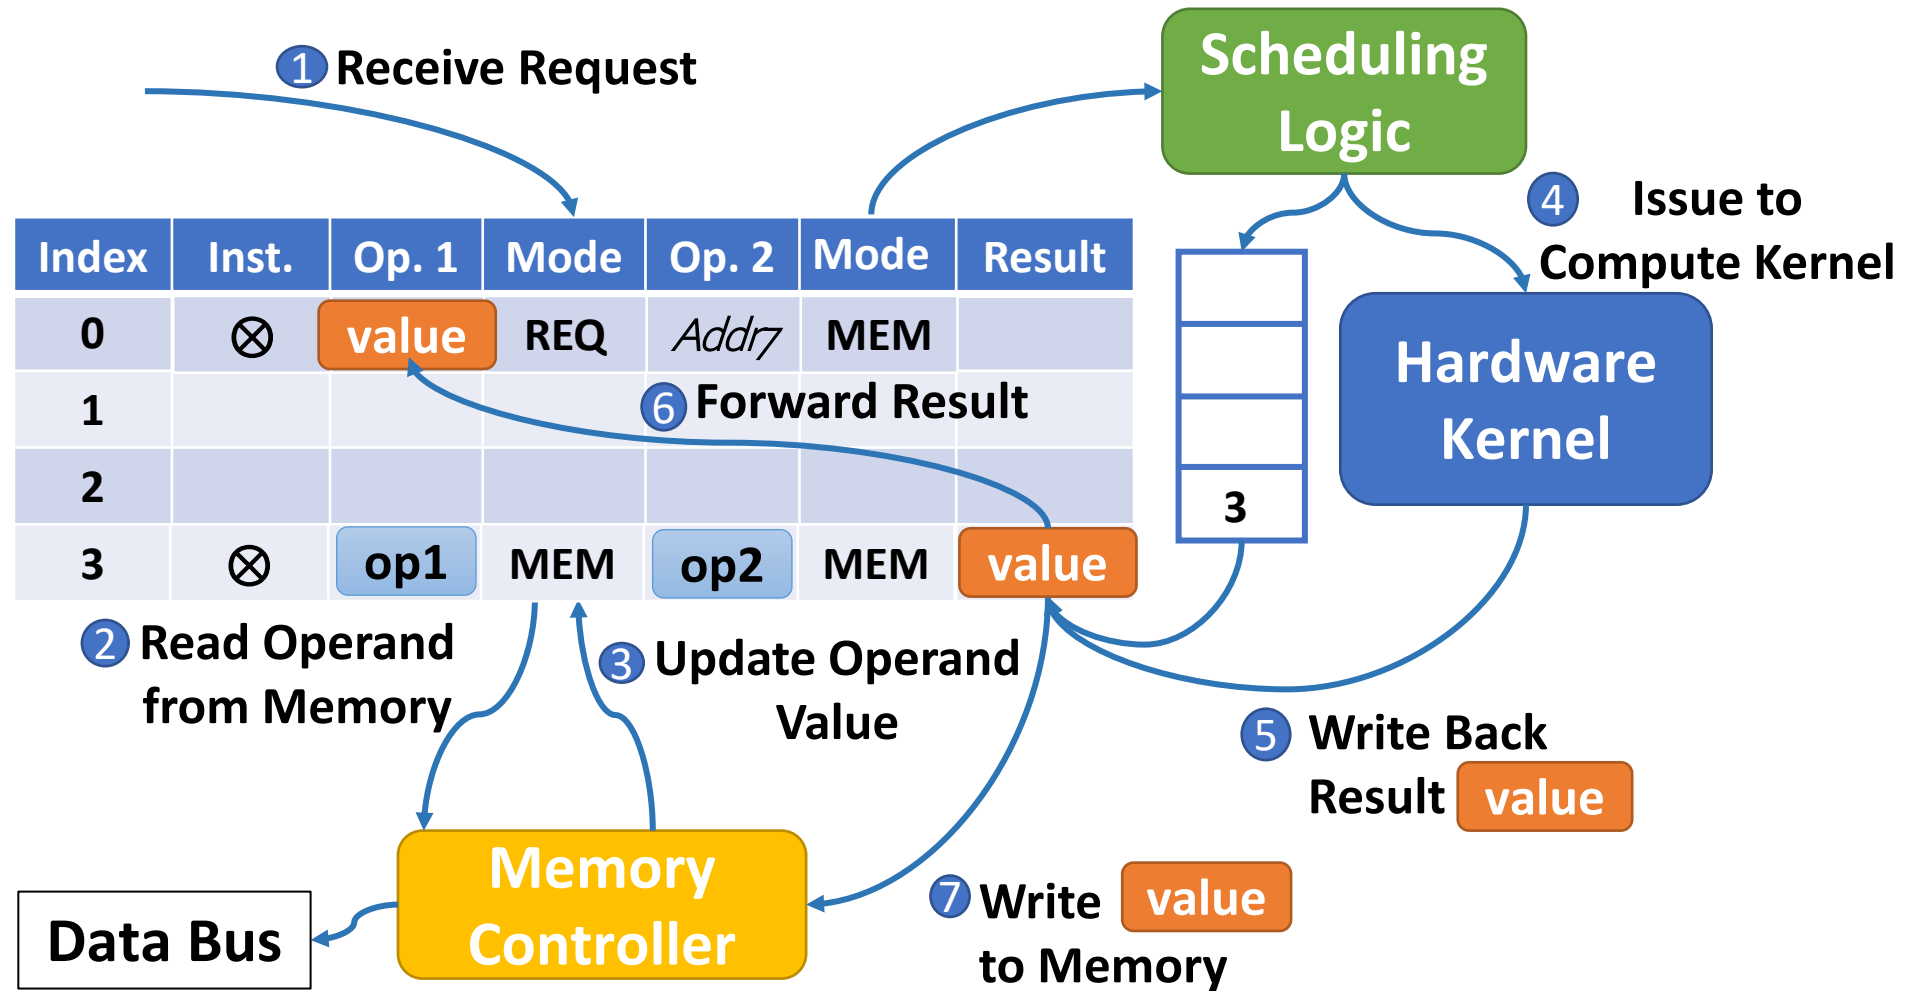 1 Receive Request
Scheduling
Logic
4 Issue to
Compute Kernel
Index Inst. Op. 1 Mode Op. 2 Mode Result
0 ⊗ value REQ Addr7 MEM
1
6 Forward Result
2
3 ⊗ op1 MEM op2 MEM value
3
Hardware
Kernel
2 Read Operand
from Memory
3 Update Operand
Value
5 Write Back
Result value
Memory
Controller
Data Bus
7 Write value
to Memory